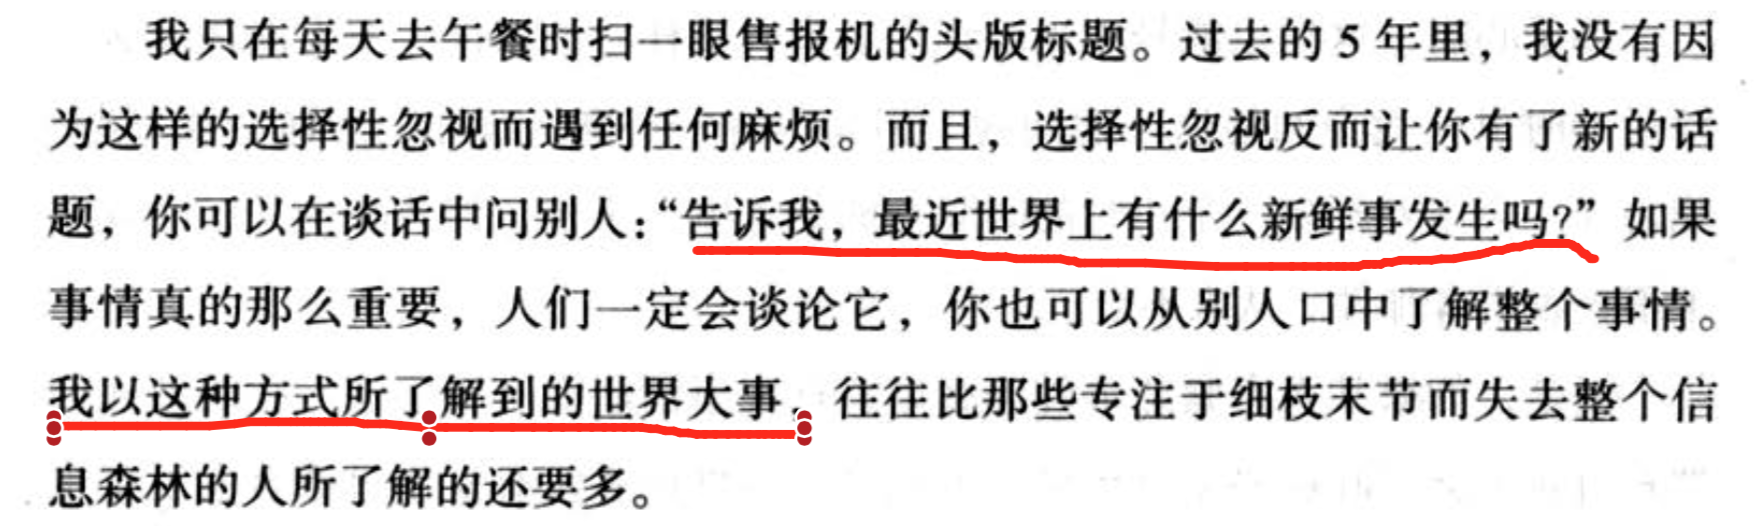 我只在每天去午餐时扫一眼售报机的头版标题。过去的 5 年里，我没有因
为这样的选择性忽视而遇到任何麻烦。而且，选择性忽视反而让你有了新的话
题，你可以在谈话中问别人：“告诉我，最近世界上有什么新鲜事发生吗?” 如果
事情真的那么重要，人们一定会谈论它，你也可以从别人口中了解整个事情。
我以这种方式所了解到的世界大事，往往比那些专注于细枝末节而失去整个信
息森林的人所了解的还要多。